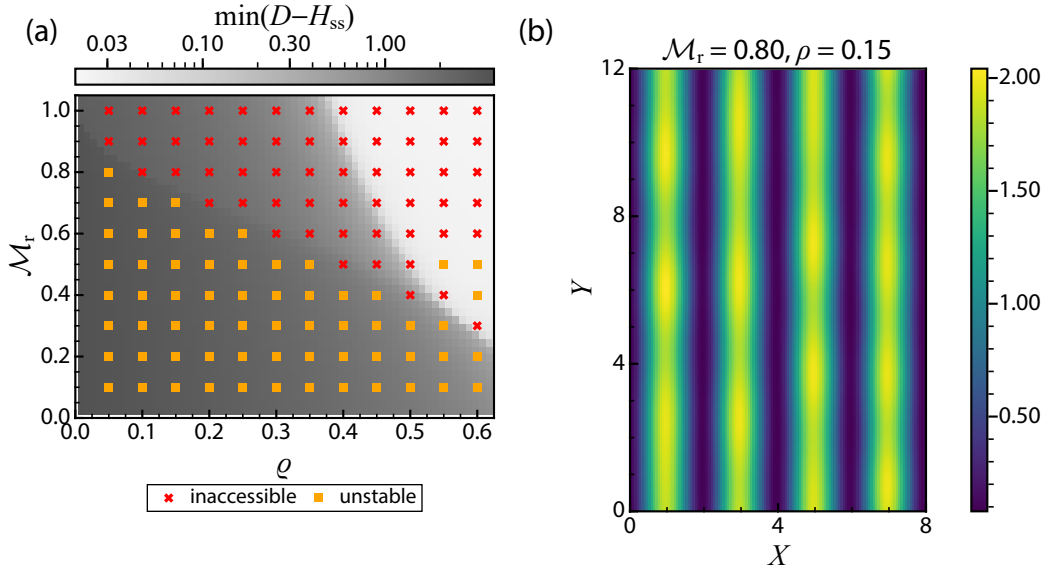 (a)
min(D−Hss)
0.03 0.10 0.30 1.00
ℳr
1.0
0.8
0.6
0.4
0.2
0.0
0.0 0.1 0.2 0.3 0.4 0.5 0.6
ϱ
inaccessible unstable
(b)
ℳr = 0.80, ρ = 0.15
Y
12
8
4
0
0 4 8
X
2.00
1.50
1.00
0.50